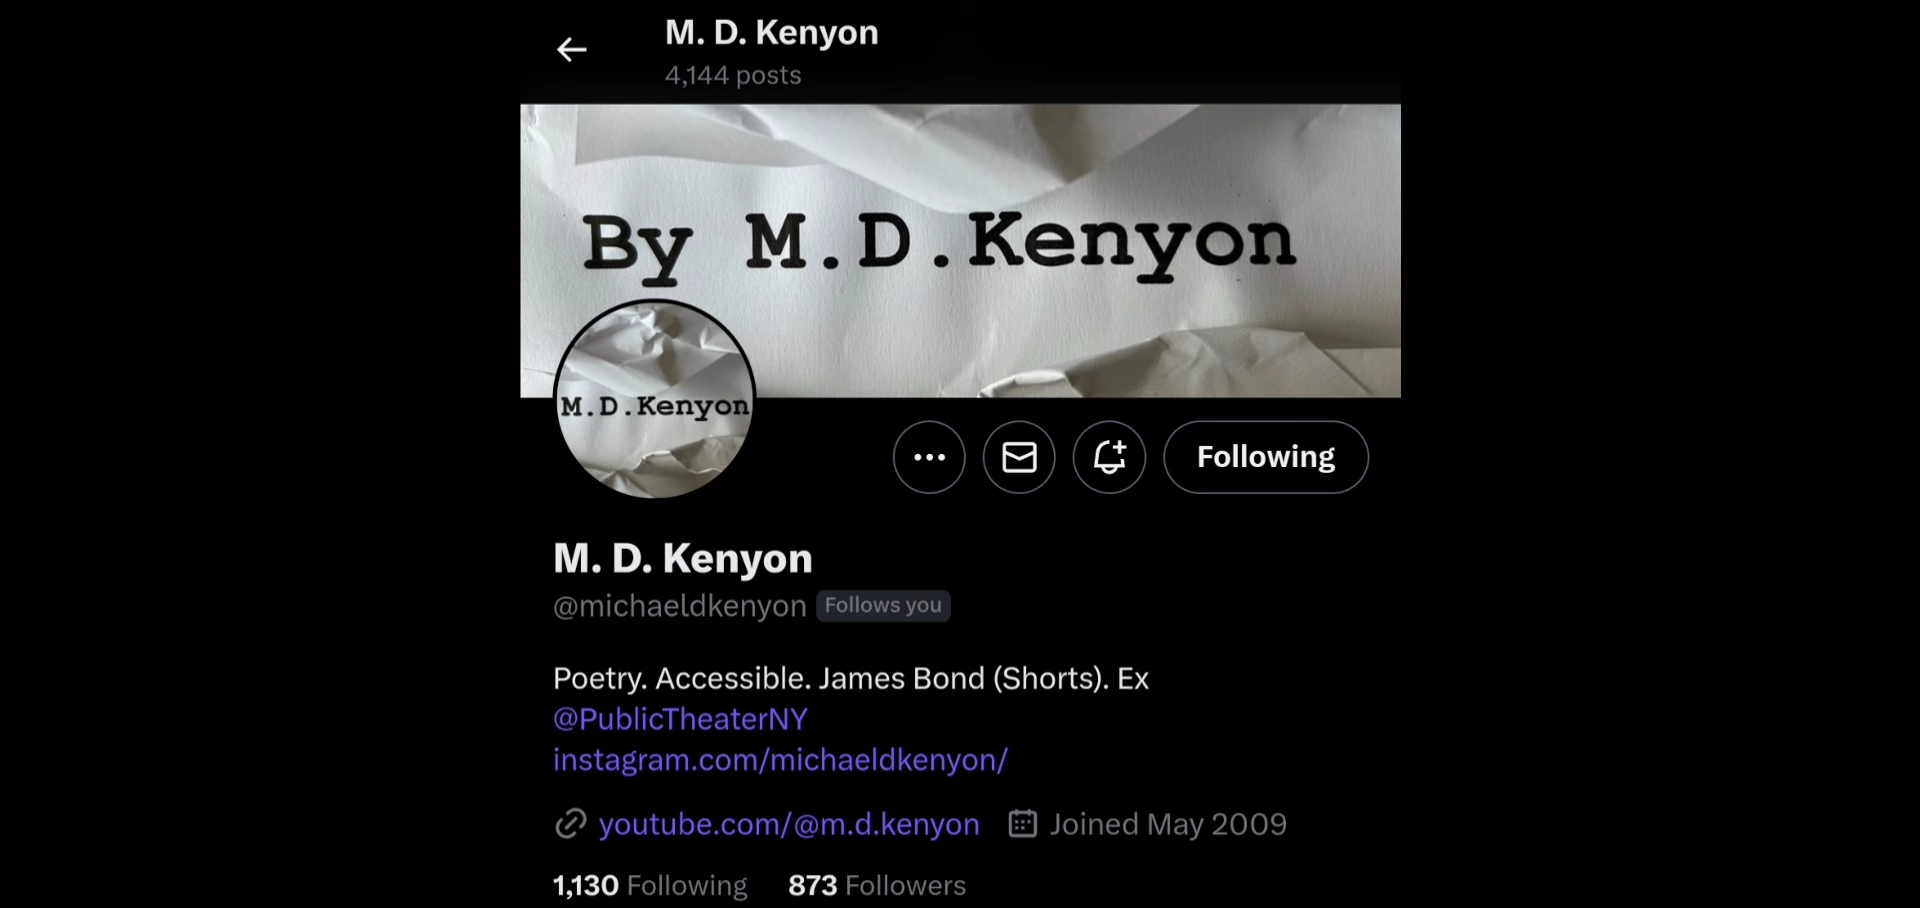 M. D. Kenyon
4,144 posts
By M.D.Kenyon
M.D.Kenyon
Following
M. D. Kenyon
@michaeldkenyon Follows you
Poetry. Accessible. James Bond (Shorts). Ex
@PublicTheaterNY
instagram.com/michaeldkenyon/
youtube.com/@m.d.kenyon Joined May 2009
1,130 Following 873 Followers